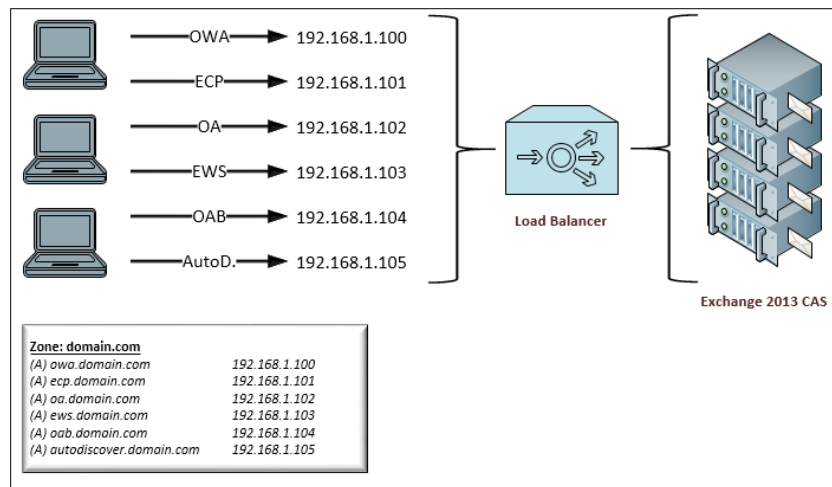 OWA 192.168.1.100
ECP 192.168.1.101
OA 192.168.1.102
EWS 192.168.1.103
OAB 192.168.1.104
AutoD. 192.168.1.105
Load Balancer
Exchange 2013 CAS
Zone: domain.com
(A) owa.domain.com 192.168.1.100
(A) ecp.domain.com 192.168.1.101
(A) oa.domain.com 192.168.1.102
(A) ews.domain.com 192.168.1.103
(A) oab.domain.com 192.168.1.104
(A) autodiscover.domain.com 192.168.1.105